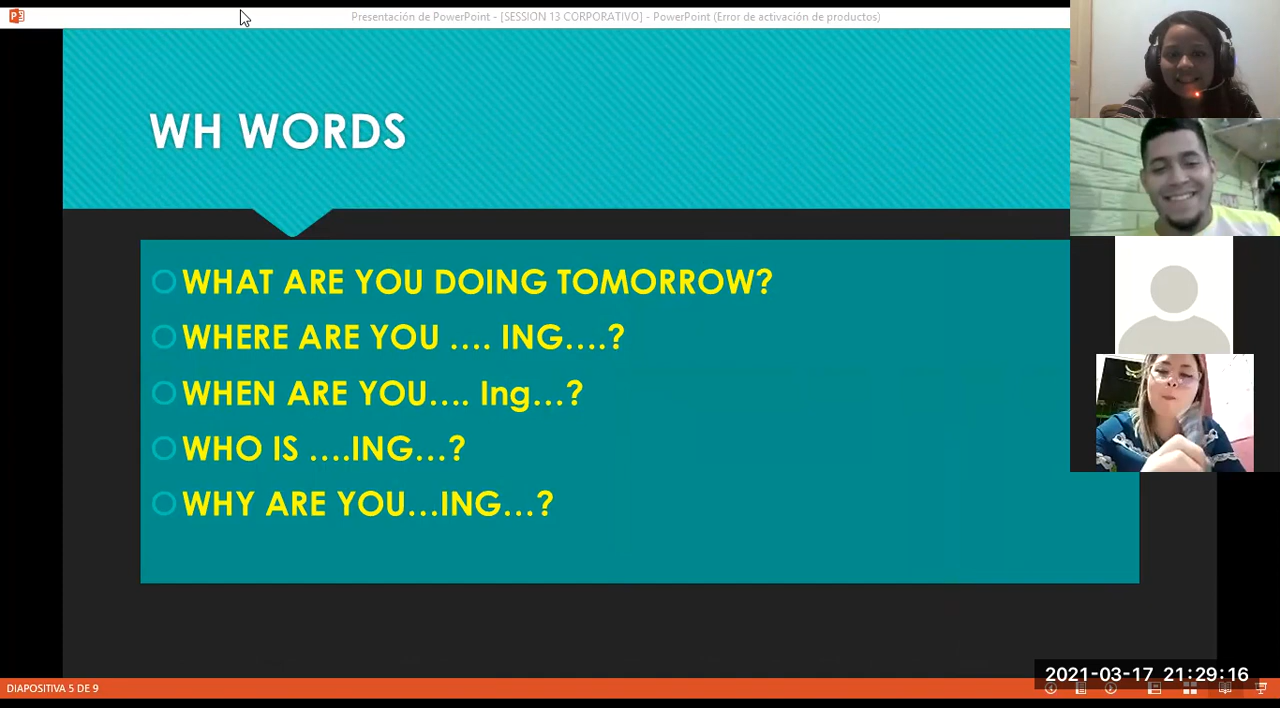 Presentación de PowerPoint - [SESSION 13 CORPORATIVO] - PowerPoint (Error de activación de productos)
WH WORDS
WHAT ARE YOU DOING TOMORROW?
WHERE ARE YOU .... ING....?
WHEN ARE YOU.... Ing...?
WHO IS ....ING...?
WHY ARE YOU...ING...?
2021-03-17 21:29:16
DIAPOSITIVA 5 DE 9